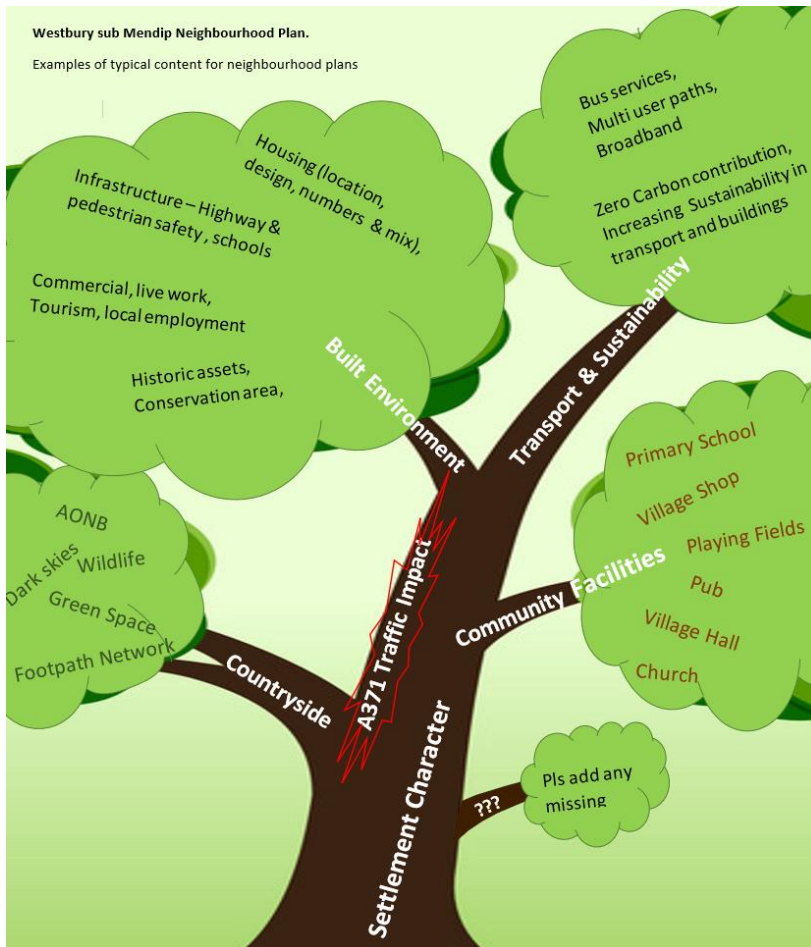 Westbury sub Mendip Neighbourhood Plan.
Examples of typical content for neighbourhood plans
Bus services,
Multi user paths,
Broadband
Zero Carbon contribution,
Increasing Sustainability in
transport and buildings
Transport & Sustainability
Housing (location,
design, numbers & mix),
Infrastructure – Highway &
pedestrian safety , schools
Commercial, live work,
Tourism, local employment
Historic assets,
Conservation area,
Built Environment
Primary School
Village Shop
Playing Fields
Pub
Village Hall
Church
Community Facilities
AONB
Dark skies
Wildlife
Green Space
Footpath Network
Countryside
A371 Traffic Impact
Settlement Character
???
Pls add any
missing